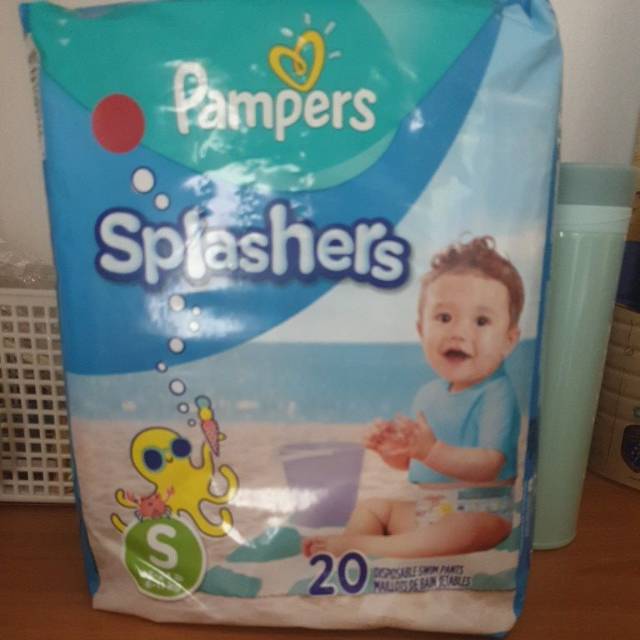 Pampers
Splashers
S
20 DISPOSABLE SWIM PANTS
MAILLOTS DE BAIN JETABLES